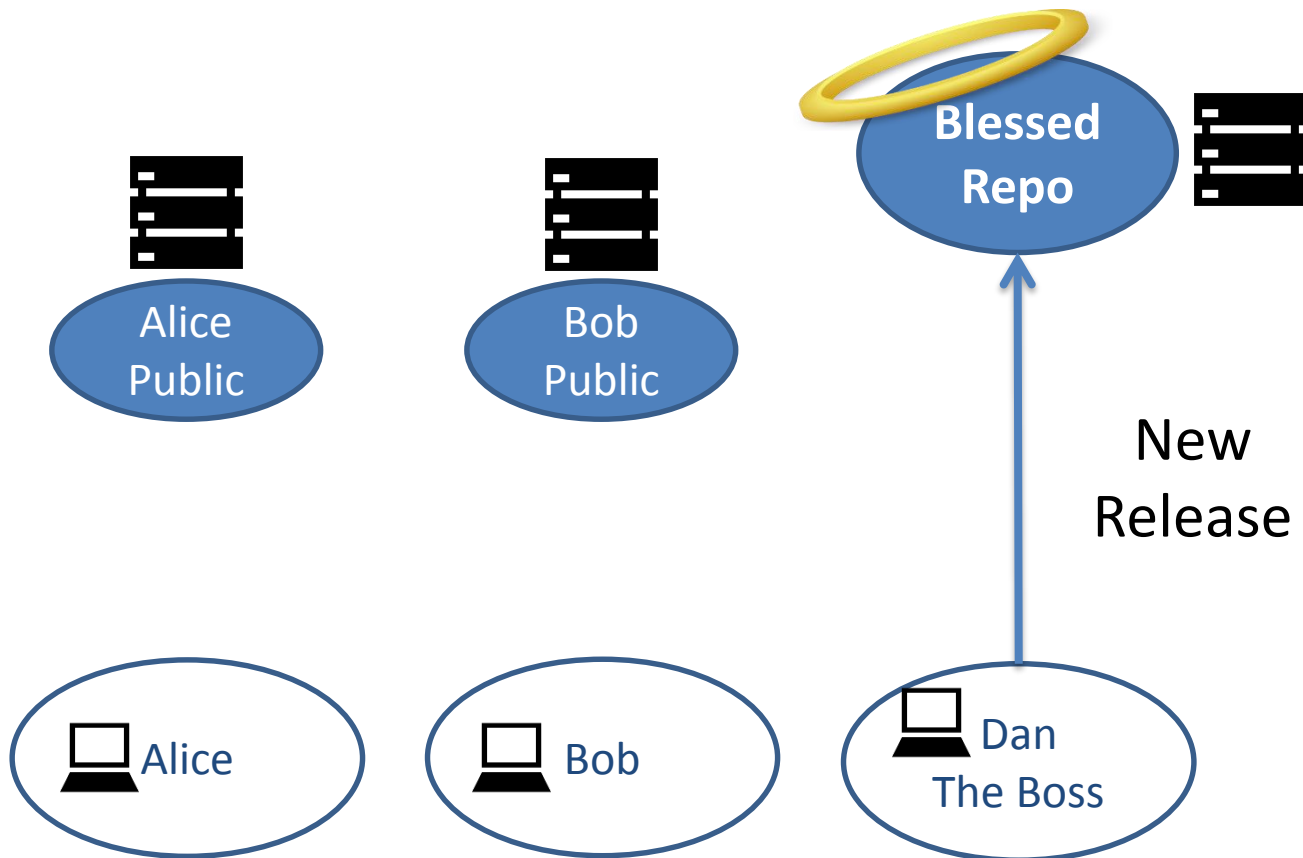 Blessed
Repo
Alice
Public
Bob
Public
New
Release
Alice
Bob
Dan
The Boss